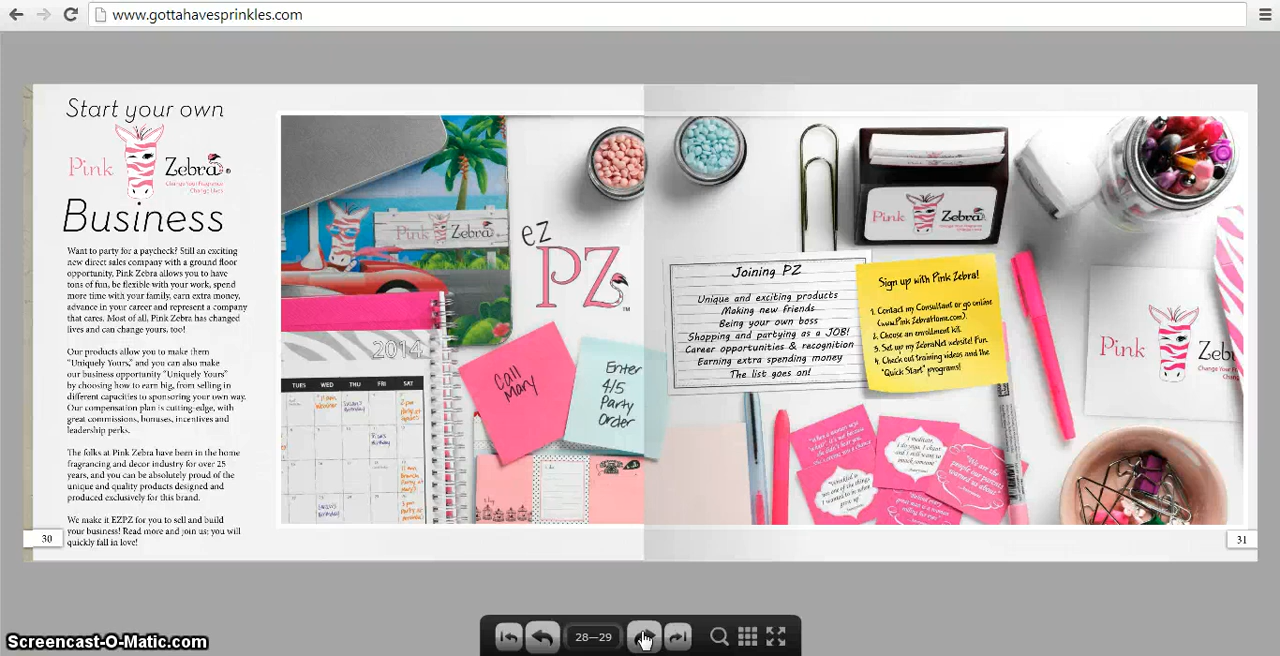 www.gottahavesprinkles.com
Start your own
Pink Zebra®
Change Your Fragrance
Change Lives
Business
Want to party for a paycheck? Still an exciting
new direct sales company with a ground floor
opportunity, Pink Zebra allows you to have
tons of fun, be flexible with your work, spend
more time with your family, earn extra money,
advance in your career and represent a company
that cares. Most of all, Pink Zebra has changed
lives and can change yours, too!
Our products allow you to make them
"Uniquely Yours," and you can also make
our business opportunity "Uniquely Yours"
by choosing how to earn big, from selling in
different capacities to sponsoring your own way.
Our compensation plan is cutting-edge, with
great commissions, bonuses, incentives and
leadership perks.
The folks at Pink Zebra have been in the home
fragrancing and decor industry for over 25
years, and you can be absolutely proud of the
unique and quality products designed and
produced exclusively for this brand.
We make it EZPZ for you to sell and build
your business! Read more and join us; you will
quickly fall in love!
30
Pink Zebra
ez
PZ
TM
2014
TUES WED THU FRI SAT
Call
Mary
Enter
4/5
Party
Order
Joining PZ
Unique and exciting products
Making new friends
Being your own boss
Shopping and partying as a JOB!
Career opportunities & recognition
Earning extra spending money
The list goes on!
Sign up with Pink Zebra!
1. Contact my Consultant or go online
(www.Pink ZebraHome.com).
2. Choose an enrollment kit.
3. Set up my ZebraNet website! Fun.
4. Check out training videos and the
"Quick Start" programs!
Pink Zebra
Pink Zeb
31
28—29
Screencast-O-Matic.com